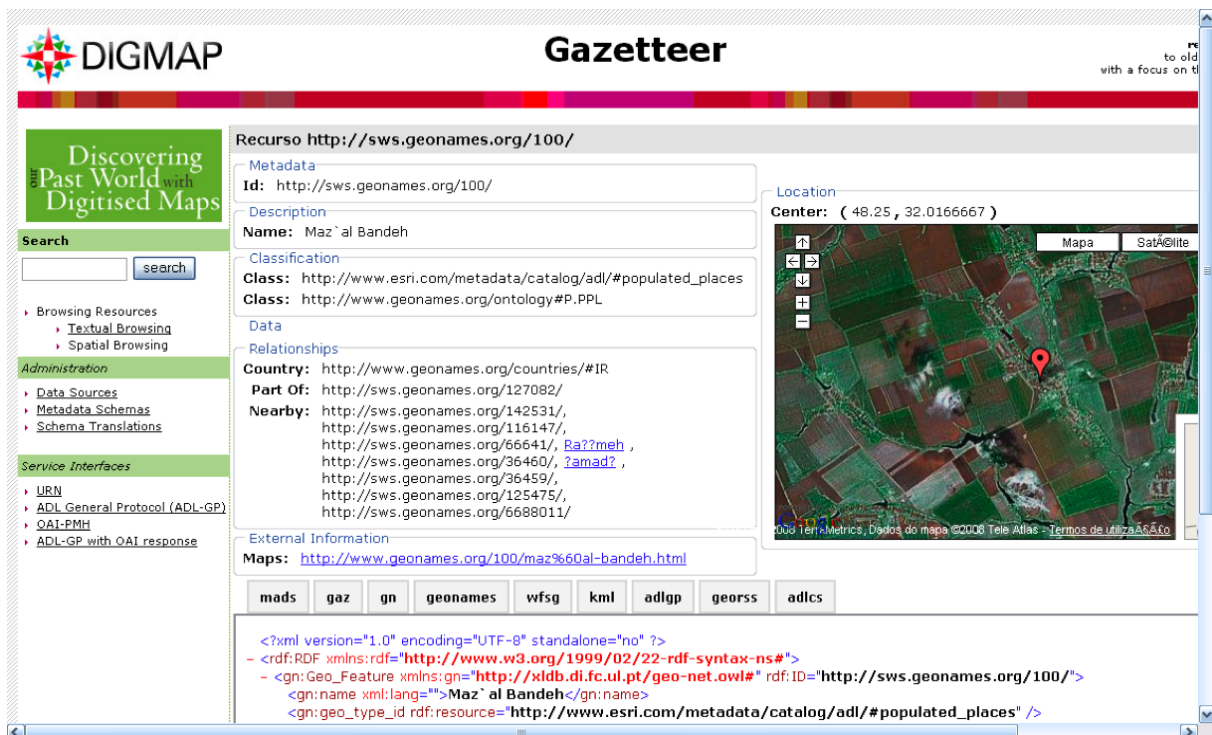 DIGMAP
Gazetteer
re
to old
with a focus on t
Discovering
our Past World with
Digitised Maps
Search
search
Browsing Resources
Textual Browsing
Spatial Browsing
Administration
Data Sources
Metadata Schemas
Schema Translations
Service Interfaces
URN
ADL General Protocol (ADL-GP)
OAI-PMH
ADL-GP with OAI response
Recurso http://sws.geonames.org/100/
Metadata
Id: http://sws.geonames.org/100/
Description
Name: Maz`al Bandeh
Classification
Class: http://www.esri.com/metadata/catalog/adl/#populated_places
Class: http://www.geonames.org/ontology#P.PPL
Data
Relationships
Country: http://www.geonames.org/countries/#IR
Part Of: http://sws.geonames.org/127082/
Nearby: http://sws.geonames.org/142531/,
http://sws.geonames.org/116147/,
http://sws.geonames.org/66641/, Ra??meh ,
http://sws.geonames.org/36460/, ?amad? ,
http://sws.geonames.org/36459/,
http://sws.geonames.org/125475/,
http://sws.geonames.org/6688011/
External Information
Maps: http://www.geonames.org/100/maz%60al-bandeh.html
Location
Center: ( 48.25 , 32.0166667 )
Mapa SatÃ©lite
Google
2008 TerraMetrics, Dados do mapa ©2008 Tele Atlas - Termos de utilizaÃ§Ã£o
mads gaz gn geonames wfsg kml adlgp georss adlcs
<?xml version="1.0" encoding="UTF-8" standalone="no" ?>
– <rdf:RDF xmlns:rdf="http://www.w3.org/1999/02/22-rdf-syntax-ns#">
– <gn:Geo_Feature xmlns:gn="http://xldb.di.fc.ul.pt/geo-net.owl#" rdf:ID="http://sws.geonames.org/100/">
<gn:name xml:lang="">Maz`al Bandeh</gn:name>
<gn:geo_type_id rdf:resource="http://www.esri.com/metadata/catalog/adl/#populated_places" />